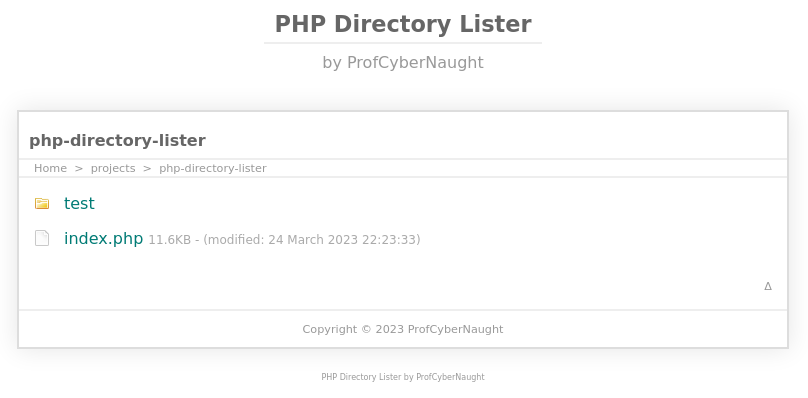 PHP Directory Lister
by ProfCyberNaught
php-directory-lister
Home > projects > php-directory-lister
test
index.php 11.6KB - (modified: 24 March 2023 22:23:33)
Δ
Copyright © 2023 ProfCyberNaught
PHP Directory Lister by ProfCyberNaught